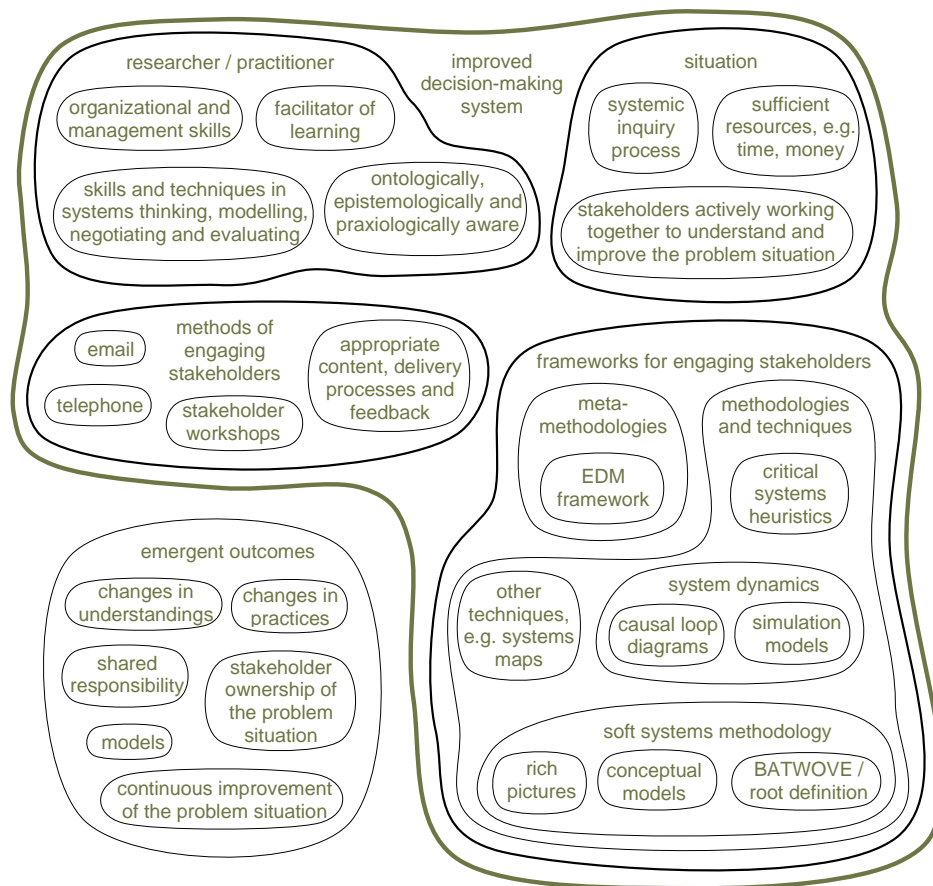 researcher / practitioner
organizational and
management skills
facilitator of
learning
skills and techniques in
systems thinking, modelling,
negotiating and evaluating
ontologically,
epistemologically and
praxiologically aware
improved
decision-making
system
situation
systemic
inquiry
process
sufficient
resources, e.g.
time, money
stakeholders actively working
together to understand and
improve the problem situation
methods of
engaging
stakeholders
email
telephone
stakeholder
workshops
appropriate
content, delivery
processes and
feedback
frameworks for engaging stakeholders
meta-
methodologies
EDM
framework
methodologies
and techniques
critical
systems
heuristics
other
techniques,
e.g. systems
maps
system dynamics
causal loop
diagrams
simulation
models
soft systems methodology
rich
pictures
conceptual
models
BATWOVE /
root definition
emergent outcomes
changes in
understandings
changes in
practices
shared
responsibility
stakeholder
ownership of
the problem
situation
models
continuous improvement
of the problem situation